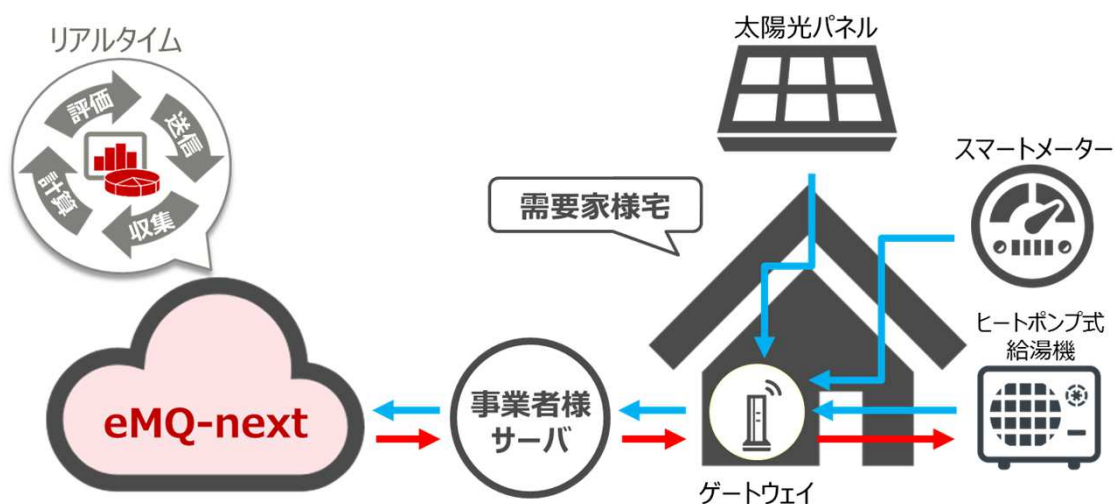 リアルタイム
評価
送信
計算
収集
太陽光パネル
スマートメーター
需要家様宅
ヒートポンプ式
給湯機
eMQ-next
事業者様
サーバ
ゲートウェイ